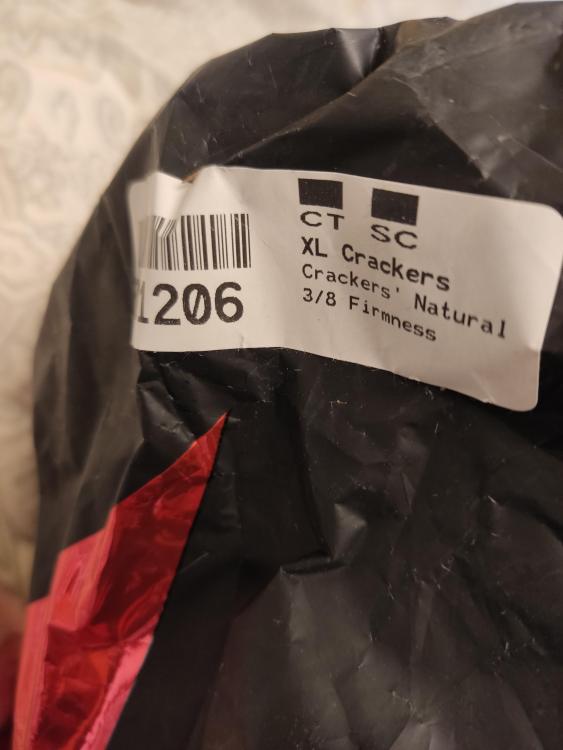 1206
CT SC
XL Crackers
Crackers' Natural
3/8 Firmness